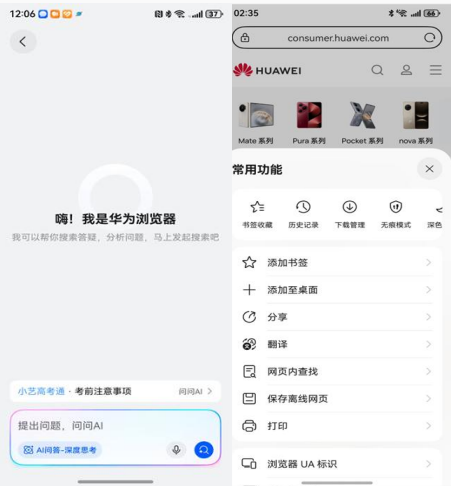 12:06
37
嗨！我是华为浏览器
我可以帮你搜索答疑，分析问题，马上发起搜索吧
小艺高考通·考前注意事项
问问AI >
提出问题，问问AI
AI问答-深度思考
02:35
66
consumer.huawei.com
HUAWEI
Mate 系列
Pura 系列
Pocket 系列
nova 系列
常用功能
书签收藏
历史记录
下载管理
无痕模式
深色
添加书签
添加至桌面
分享
翻译
网页内查找
保存离线网页
打印
浏览器 UA 标识